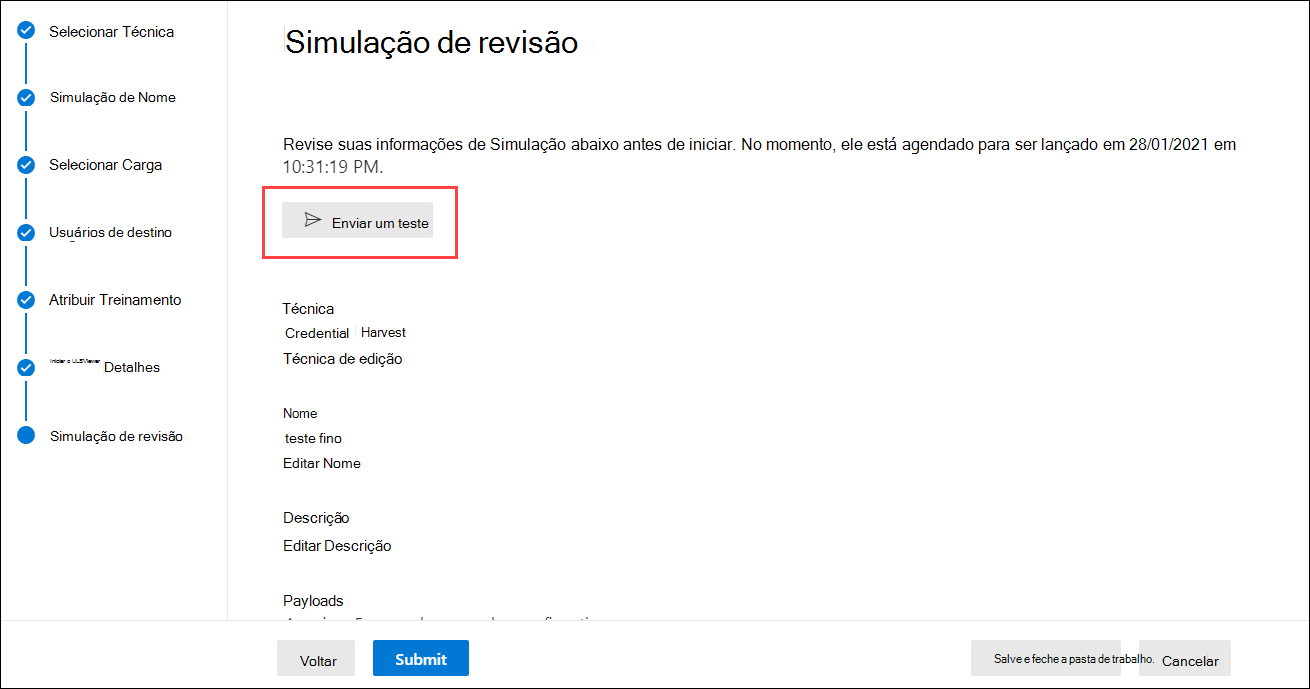 Selecionar Técnica
Simulação de Nome
Selecionar Carga
Usuários de destino
Atribuir Treinamento
Iniciar o ULSViewer Detalhes
Simulação de revisão
Simulação de revisão
Revise suas informações de Simulação abaixo antes de iniciar. No momento, ele está agendado para ser lançado em 28/01/2021 em
10:31:19 PM.
Enviar um teste
Técnica
Credential Harvest
Técnica de edição
Nome
teste fino
Editar Nome
Descrição
Editar Descrição
Payloads
Voltar
Submit
Salve e feche a pasta de trabalho.
Cancelar